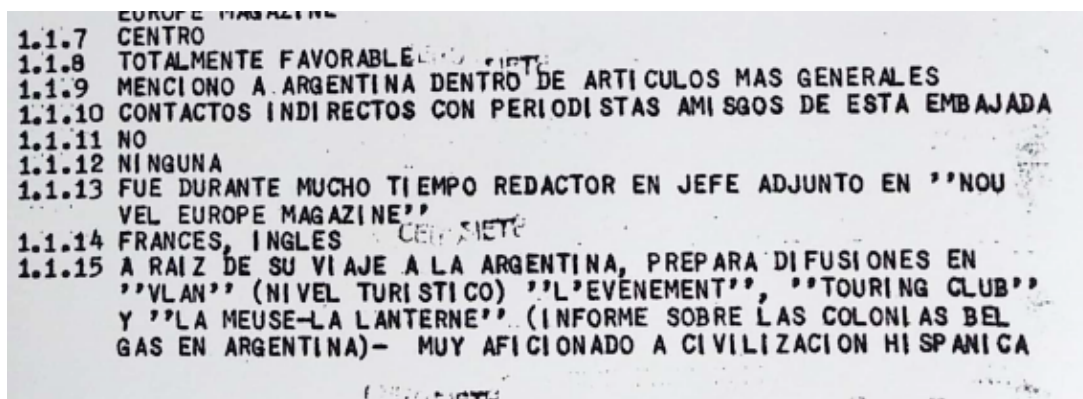 EUROPE MAGAZINE
1.1.7 CENTRO
1.1.8 TOTALMENTE FAVORABLE
1.1.9 MENCIONO A ARGENTINA DENTRO DE ARTICULOS MAS GENERALES
1.1.10 CONTACTOS INDIRECTOS CON PERIODISTAS AMISGOS DE ESTA EMBAJADA
1.1.11 NO
1.1.12 NINGUNA
1.1.13 FUE DURANTE MUCHO TIEMPO REDACTOR EN JEFE ADJUNTO EN ''NOU
VEL EUROPE MAGAZINE''
1.1.14 FRANCES, INGLES
1.1.15 A RAIZ DE SU VIAJE A LA ARGENTINA, PREPARA DIFUSIONES EN
''VLAN'' (NIVEL TURISTICO) ''L'EVENEMENT'', ''TOURING CLUB''
Y ''LA MEUSE-LA LANTERNE'' (INFORME SOBRE LAS COLONIAS BEL
GAS EN ARGENTINA)- MUY AFICIONADO A CIVILIZACION HISPANICA